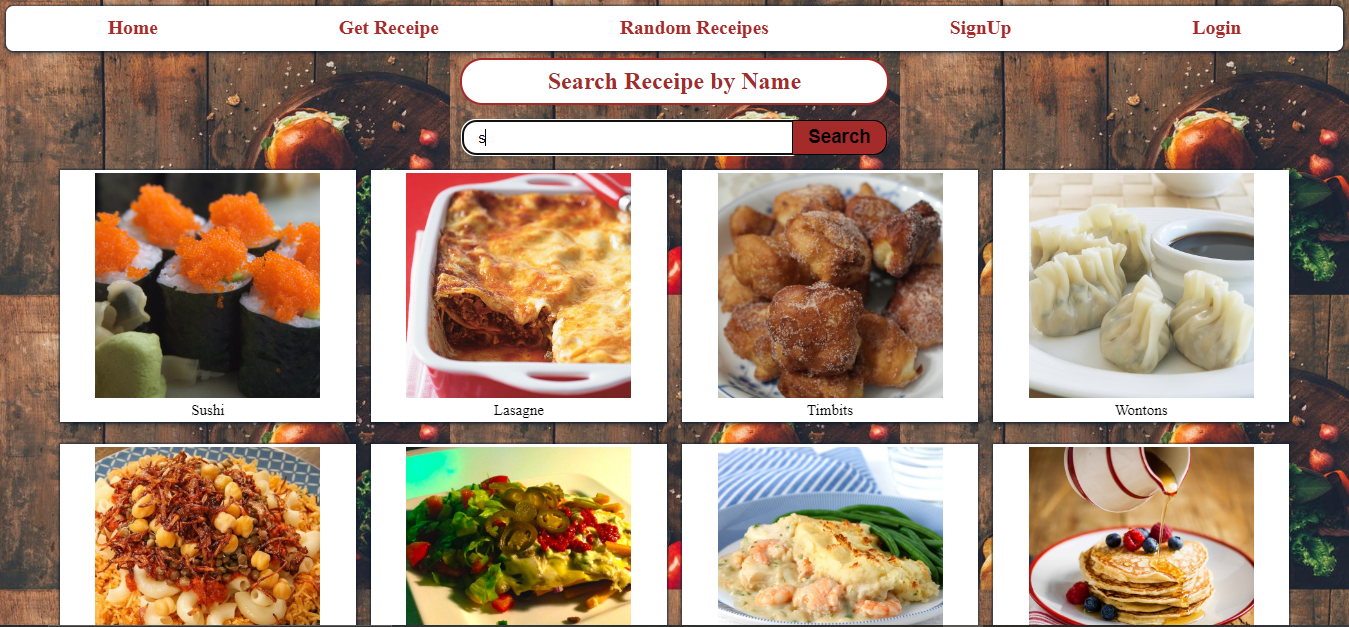 Home Get Receipe Random Receipes SignUp Login
Search Receipe by Name
s Search
Sushi Lasagne Timbits Wontons